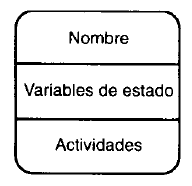 Nombre
Variables de estado
Actividades